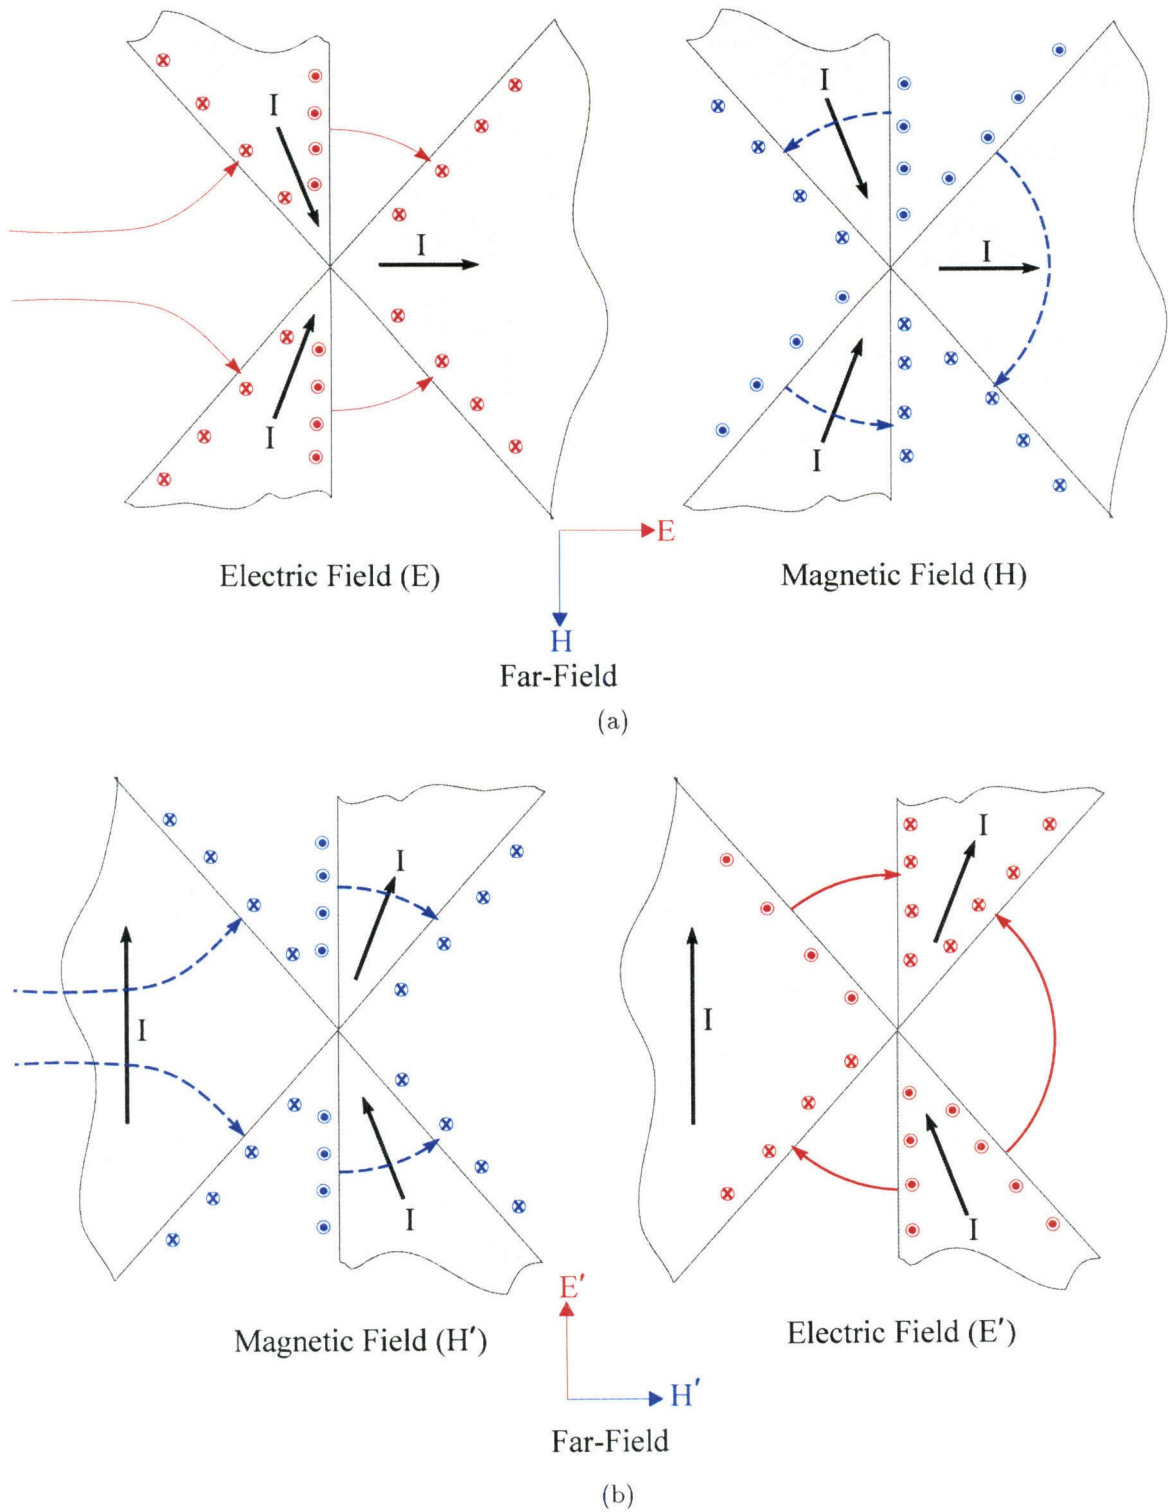 I
I
I
I
I
I
E
H
Electric Field (E)
Magnetic Field (H)
Far-Field
(a)
I
I
I
I
I
I
E′
H′
Magnetic Field (H′)
Electric Field (E′)
Far-Field
(b)